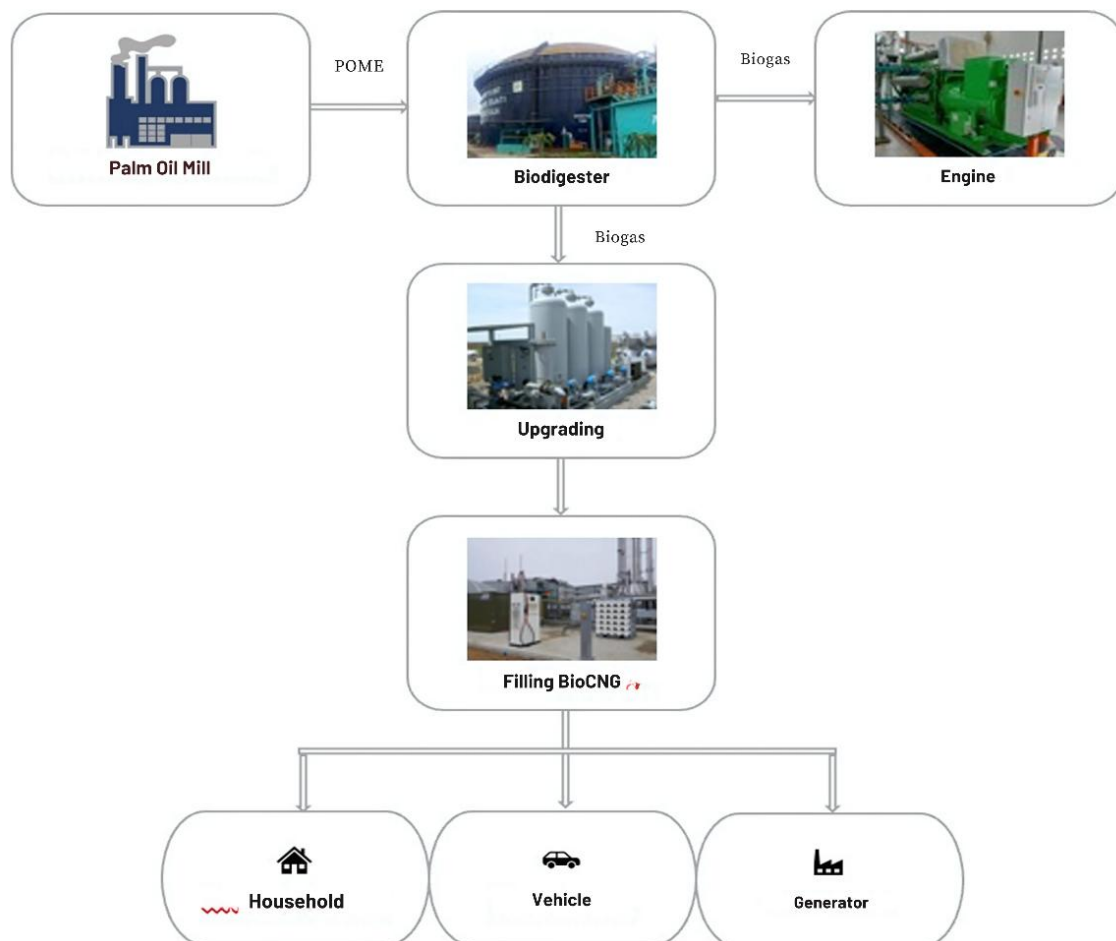 Palm Oil Mill
POME
Biodigester
Biogas
Engine
Biogas
Upgrading
Filling BioCNG
Household
Vehicle
Generator